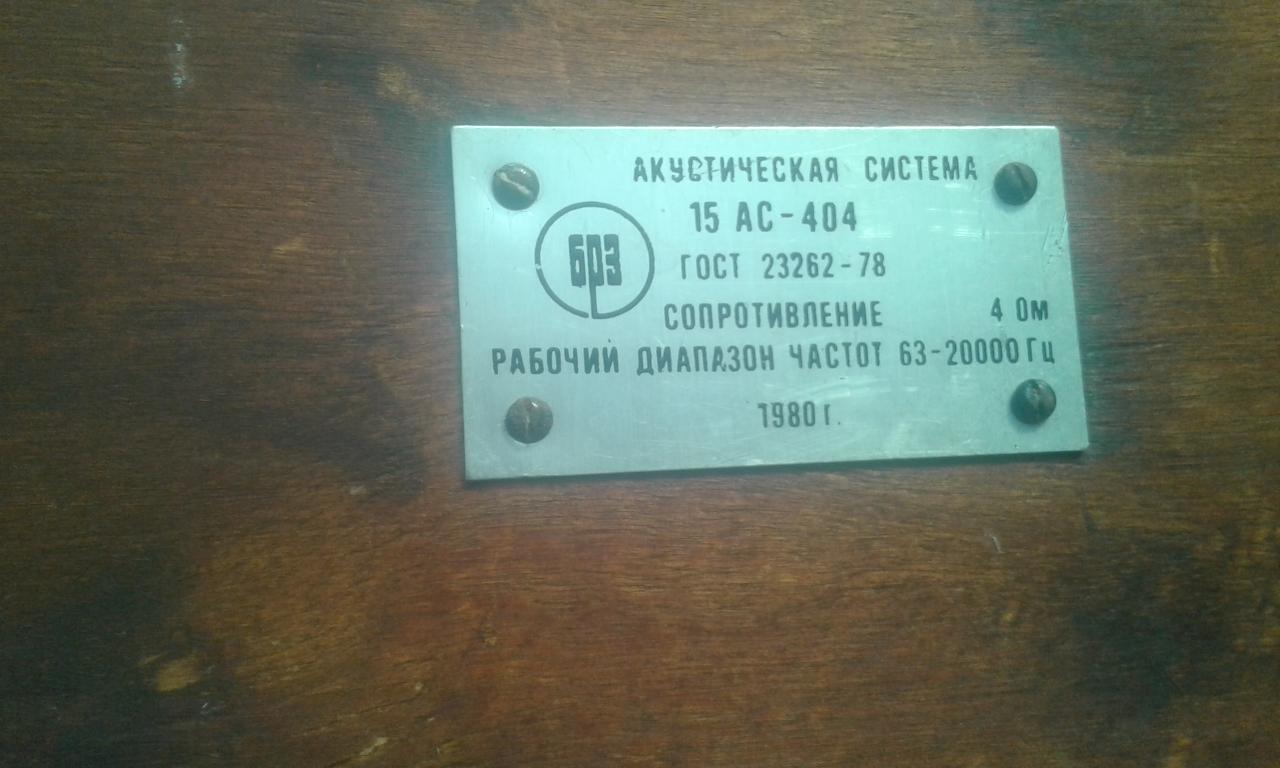 АКУСТИЧЕСКАЯ СИСТЕМА
15 АС-404
брз
ГОСТ 23262-78
СОПРОТИВЛЕНИЕ 4 Ом
РАБОЧИЙ ДИАПАЗОН ЧАСТОТ 63-20000 Гц
1980 г.